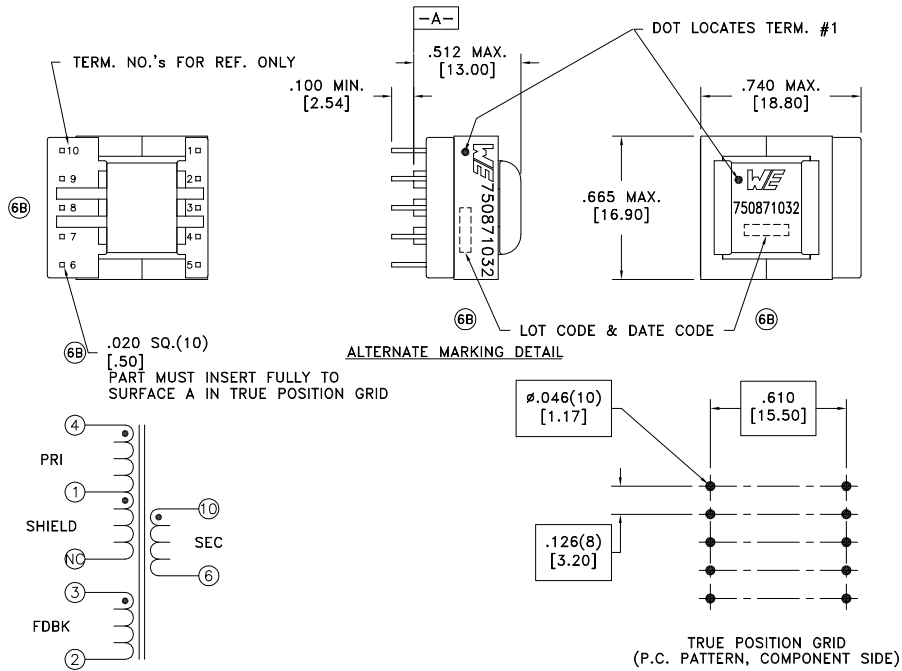 -A-
DOT LOCATES TERM. #1
.512 MAX.
[13.00]
TERM. NO.'s FOR REF. ONLY
.100 MIN.
[2.54]
.740 MAX.
[18.80]
10
1
9
2
8
3
7
4
6
5
6B
WE
750871032
.665 MAX.
[16.90]
WE
750871032
6B
6B
LOT CODE & DATE CODE
ALTERNATE MARKING DETAIL
6B
.020 SQ.(10)
[.50]
PART MUST INSERT FULLY TO
SURFACE A IN TRUE POSITION GRID
4
PRI
1
SHIELD
NC
3
FDBK
2
10
SEC
6
ø.046(10)
[1.17]
.610
[15.50]
.126(8)
[3.20]
TRUE POSITION GRID
(P.C. PATTERN, COMPONENT SIDE)